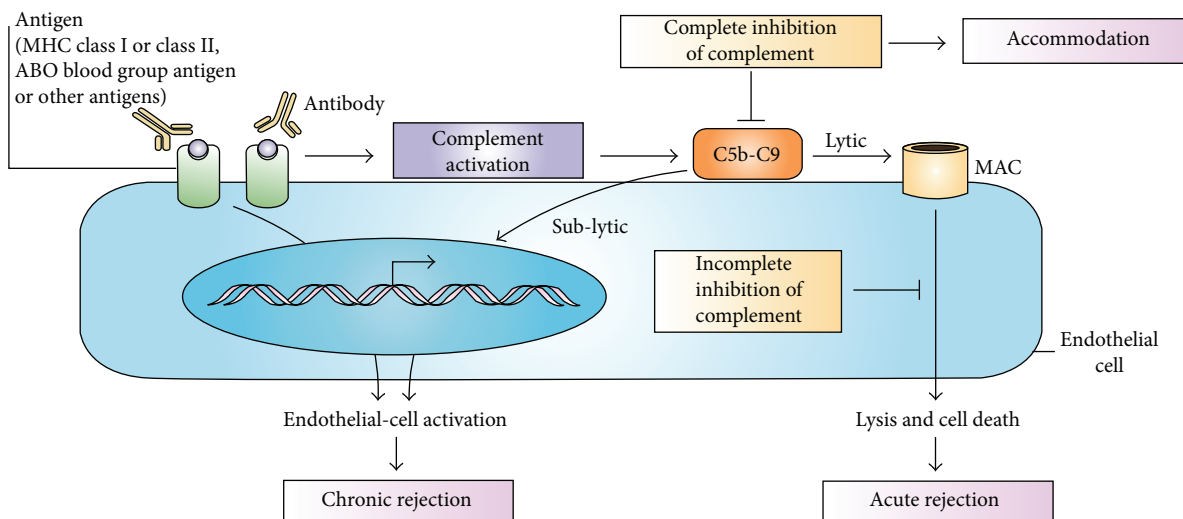 Antigen
(MHC class I or class II,
ABO blood group antigen
or other antigens)
Antibody
Complement
activation
Complete inhibition
of complement
Accommodation
C5b-C9
Lytic
MAC
Sub-lytic
Incomplete
inhibition of
complement
Endothelial
cell
Endothelial-cell activation
Lysis and cell death
Chronic rejection
Acute rejection